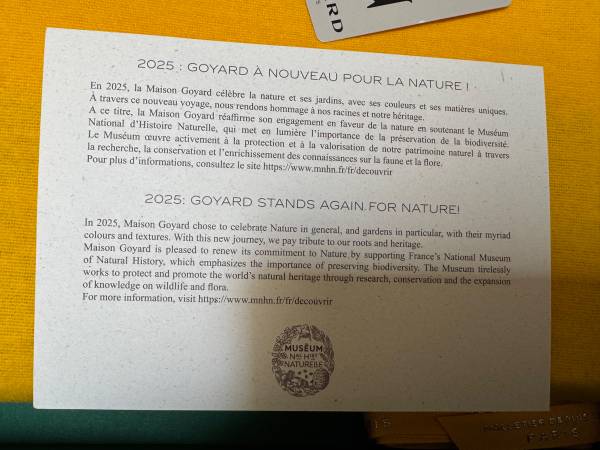 RD
2025 : GOYARD À NOUVEAU POUR LA NATURE !
En 2025, la Maison Goyard célèbre la nature et ses jardins, avec ses couleurs et ses matières uniques.
À travers ce nouveau voyage, nous rendons hommage à nos racines et notre héritage.
A ce titre, la Maison Goyard réaffirme son engagement en faveur de la nature en soutenant le Muséum
National d'Histoire Naturelle, qui met en lumière l'importance de la préservation de la biodiversité.
Le Muséum œuvre activement à la protection et à la valorisation de notre patrimoine naturel à travers
la recherche, la conservation et l'enrichissement des connaissances sur la faune et la flore.
Pour plus d'informations, consultez le site https://www.mnhn.fr/fr/decouvrir
2025: GOYARD STANDS AGAIN FOR NATURE!
In 2025, Maison Goyard chose to celebrate Nature in general, and gardens in particular, with their myriad
colours and textures. With this new journey, we pay tribute to our roots and heritage.
Maison Goyard is pleased to renew its commitment to Nature by supporting France's National Museum
of Natural History, which emphasizes the importance of preserving biodiversity. The Museum tirelessly
works to protect and promote the world's natural heritage through research, conservation and the expansion
of knowledge on wildlife and flora.
For more information, visit https://www.mnhn.fr/fr/decouvrir
MUSÉUM
NAT HIST
NATURELLE
PARIS